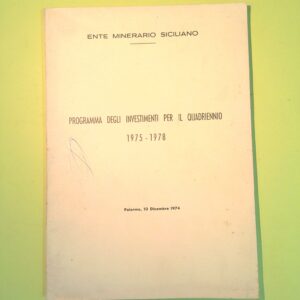 ENTE MINERARIO SICILIANO
PROGRAMMA DEGLI INVESTIMENTI PER IL QUADRIENNIO
1975-1978
Palermo, 10 Dicembre 1974